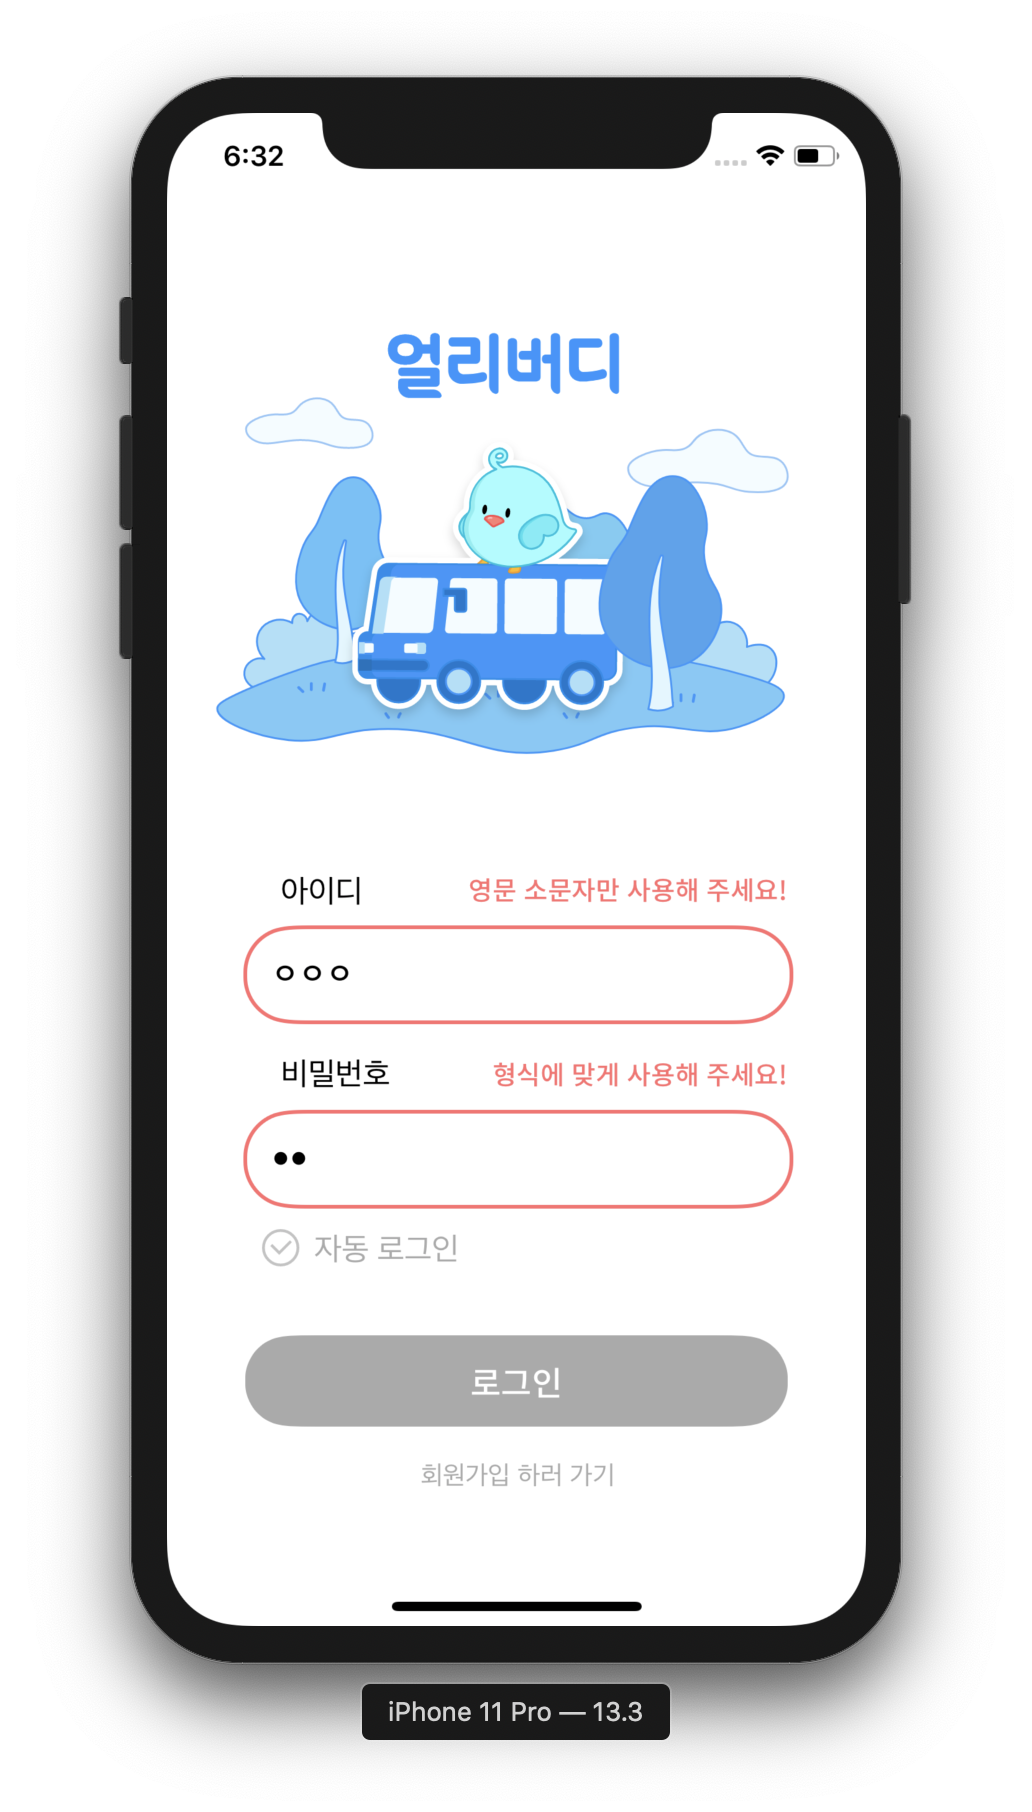 6:32
얼리버디
아이디 영문 소문자만 사용해 주세요!
ㅇㅇㅇ
비밀번호 형식에 맞게 사용해 주세요!
••
자동 로그인
로그인
회원가입 하러 가기
iPhone 11 Pro — 13.3